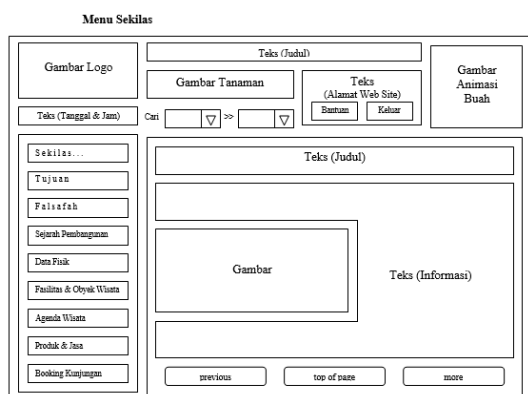 Menu Sekilas
Gambar Logo
Teks (Judul)
Gambar Tanaman
Teks
(Alamat Web Site)
Bantuan
Keluar
Gambar
Animasi
Buah
Teks (Tanggal & Jam)
Cari
>>
Sekilas...
Tujuan
Falsafah
Sejarah Pembangunan
Data Fisik
Fasilitas & Obyek Wisata
Agenda Wisata
Produk & Jasa
Booking Kunjungan
Teks (Judul)
Gambar
Teks (Informasi)
previous
top of page
more